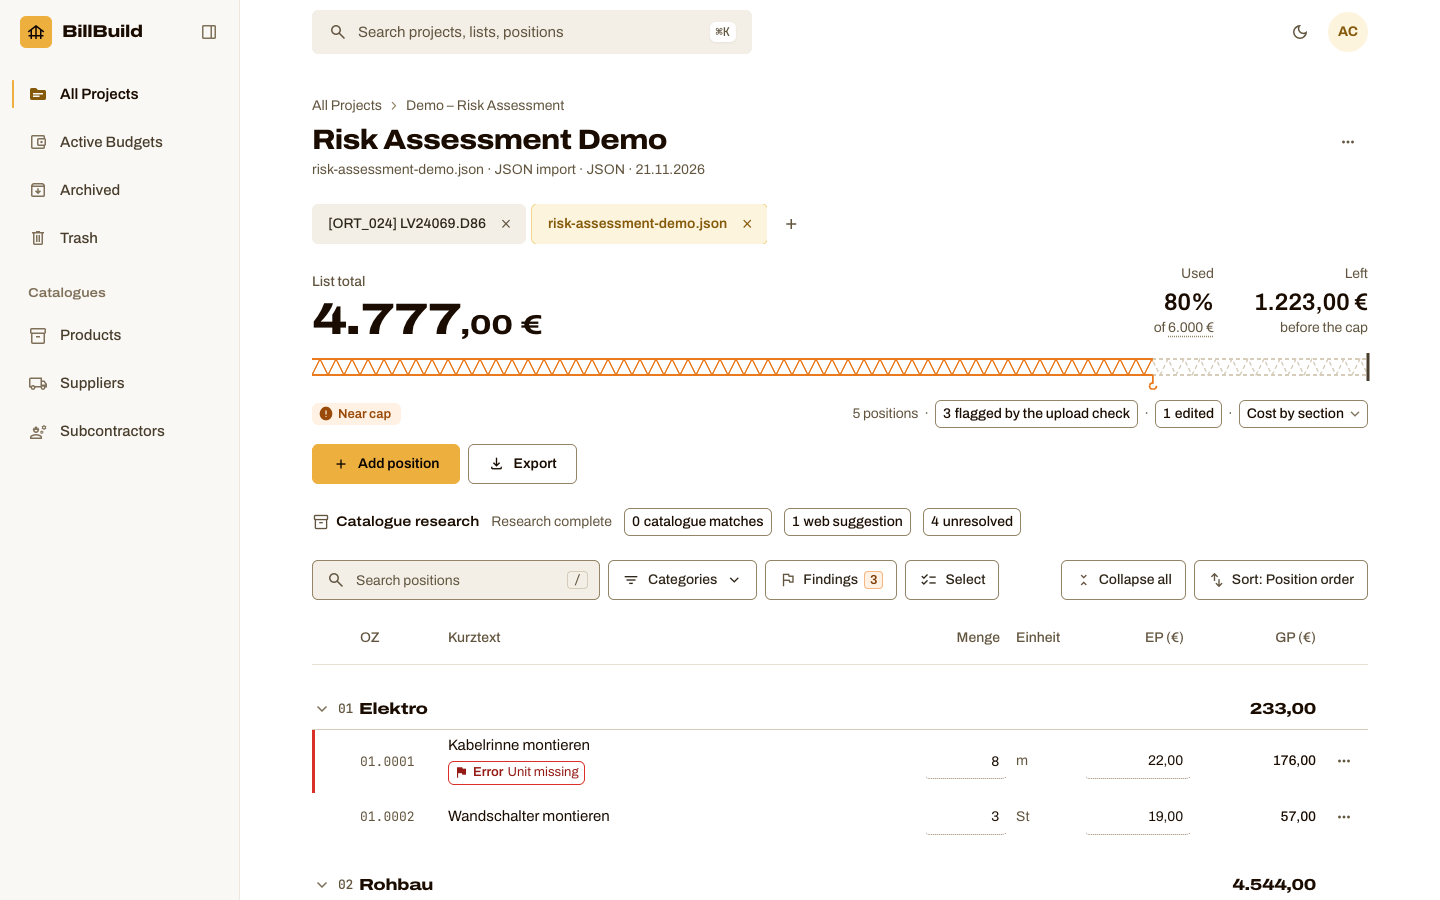 BillBuild
Search projects, lists, positions
⌘K
AC
All Projects
Active Budgets
Archived
Trash
Catalogues
Products
Suppliers
Subcontractors
All Projects > Demo – Risk Assessment
Risk Assessment Demo
risk-assessment-demo.json · JSON import · JSON · 21.11.2026
[ORT_024] LV24069.D86 ×
risk-assessment-demo.json ×
+
List total
4.777,00 €
Used
80%
of 6.000 €
Left
1.223,00 €
before the cap
Near cap
5 positions · 3 flagged by the upload check · 1 edited · Cost by section
+ Add position
Export
Catalogue research Research complete 0 catalogue matches 1 web suggestion 4 unresolved
Search positions /
Categories
Findings 3
Select
Collapse all
Sort: Position order
OZ Kurztext Menge Einheit EP (€) GP (€)
01 Elektro 233,00
01.0001 Kabelrinne montieren 8 m 22,00 176,00
Error Unit missing
01.0002 Wandschalter montieren 3 St 19,00 57,00
02 Rohbau 4.544,00